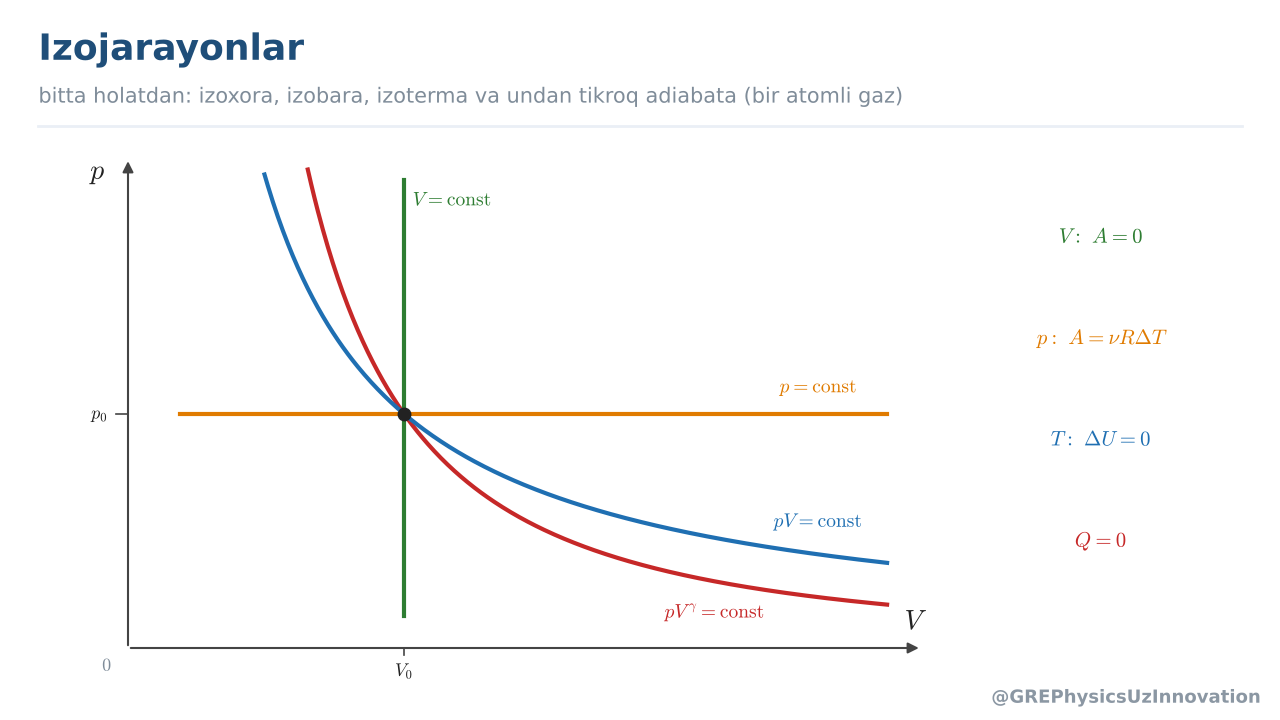 Izojarayonlar
bitta holatdan: izoxora, izobara, izoterma va undan tikroq adiabata (bir atomli gaz)
p
V = const
V: A = 0
p: A = νRΔT
p = const
p₀
T: ΔU = 0
pV = const
Q = 0
pV^γ = const
V
0
V₀
@GREPhysicsUzInnovation